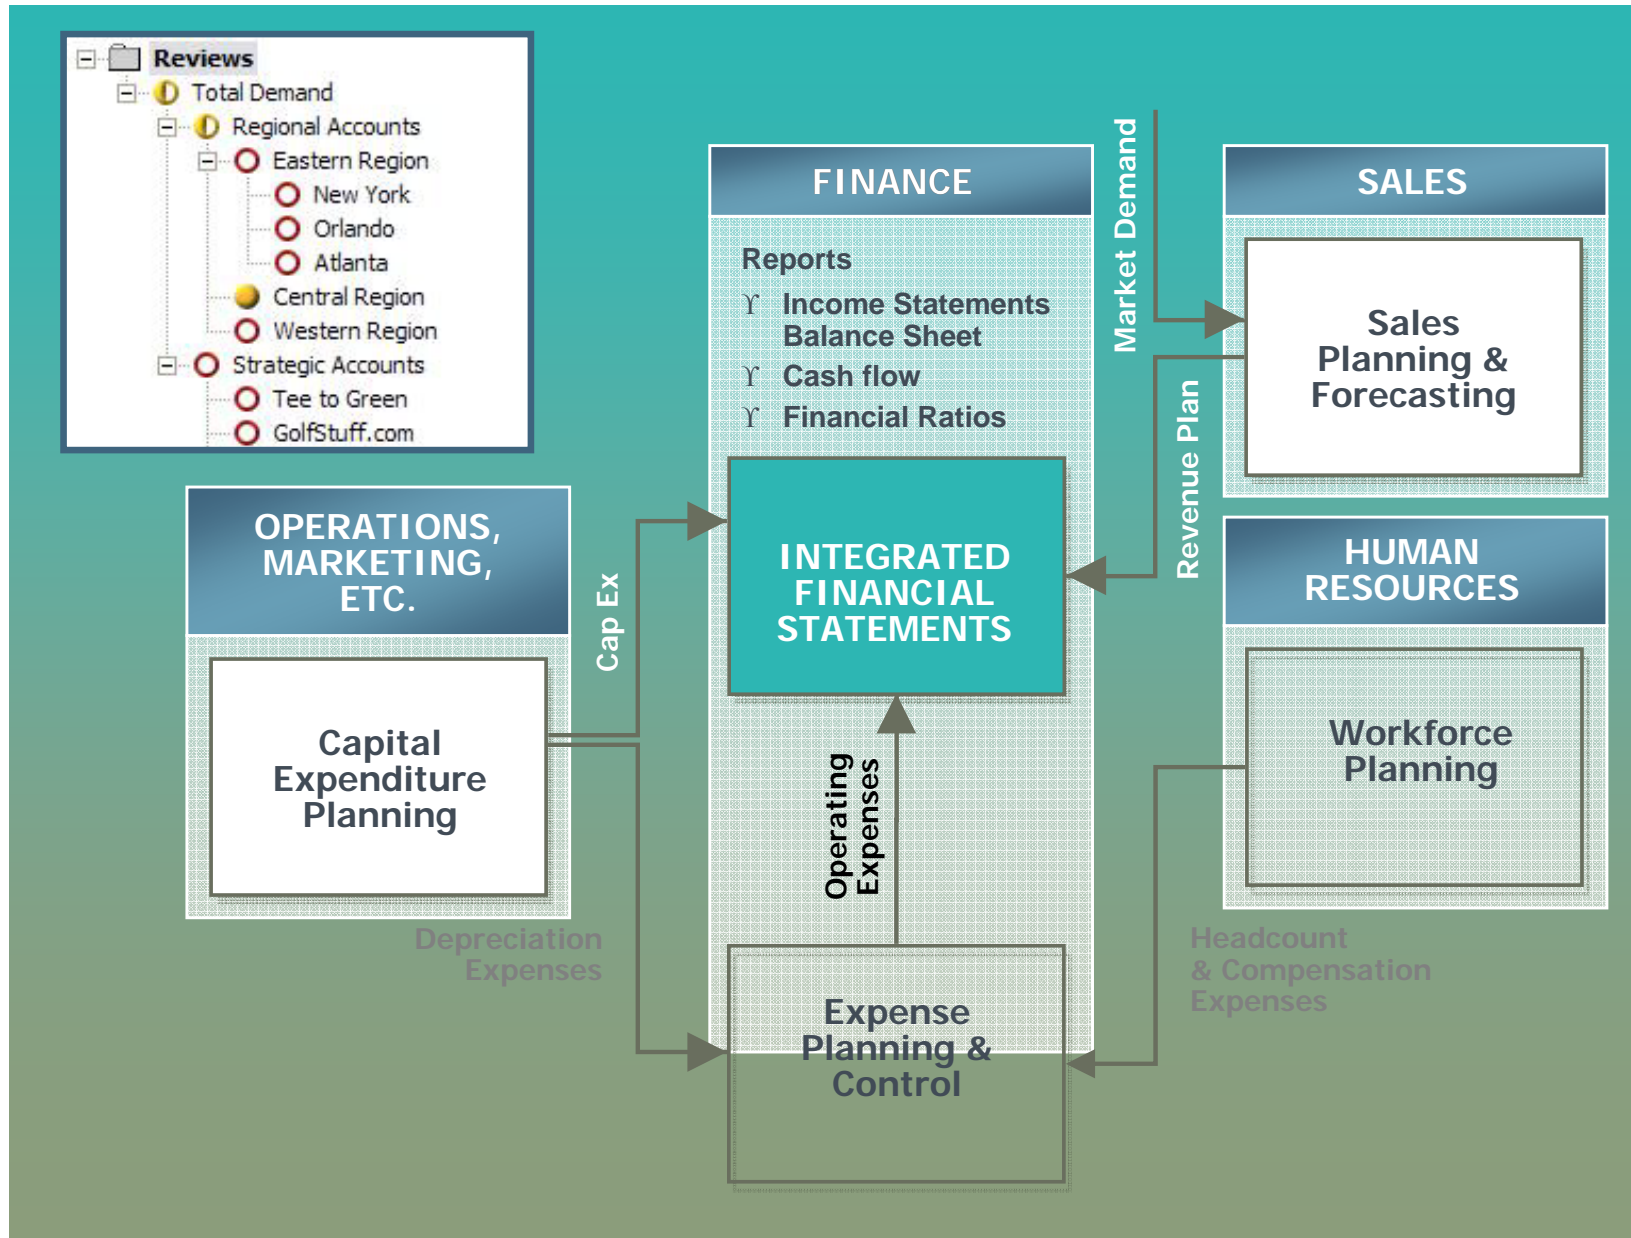 Reviews
Total Demand
Regional Accounts
Eastern Region
New York
Orlando
Atlanta
Central Region
Western Region
Strategic Accounts
Tee to Green
GolfStuff.com
OPERATIONS,
MARKETING,
ETC.
Capital
Expenditure
Planning
Depreciation
Expenses
Cap Ex
FINANCE
Reports
ϒ Income Statements
Balance Sheet
ϒ Cash flow
ϒ Financial Ratios
INTEGRATED
FINANCIAL
STATEMENTS
Operating
Expenses
Expense
Planning &
Control
Market Demand
Revenue Plan
SALES
Sales
Planning &
Forecasting
HUMAN
RESOURCES
Workforce
Planning
Headcount
& Compensation
Expenses